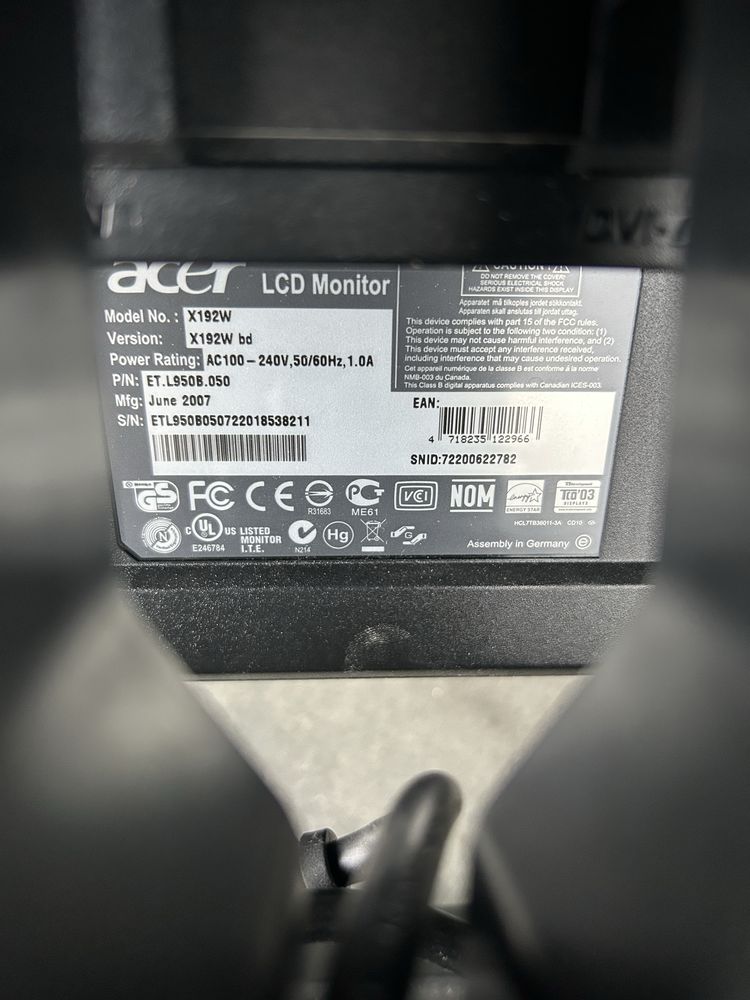 acer LCD Monitor
Model No. : X192W
Version: X192W bd
Power Rating: AC100-240V,50/60Hz,1.0A
P/N: ET.L950B.050
Mfg: June 2007
S/N: ETL950B050722018538211
CAUTION
DO NOT REMOVE THE COVER!
SERIOUS ELECTRICAL SHOCK.
HAZARDS EXIST INSIDE THIS DISPLAY
Apparatet må tilkoples jordet stikkontakt.
Apparaten skall anslutas till jordat uttag.
This device complies with part 15 of the FCC rules.
Operation is subject to the following two condition: (1)
This device may not cause harmful interference, and (2)
This device must accept any interference received,
including interference that may cause undesired operation.
Cet appareil numérique de la classe B est conforme à la norme
NMB-003 du Canada.
This Class B digital apparatus complies with Canadian ICES-003.
EAN:
4 718235 122966
SNID:72200622782
GS FC CE R31683 ME61 VCI NOM energy ENERGY STAR TCO'03 DISPLAYS
N C UL US LISTED MONITOR I.T.E. E246784 N214 Hg G
HCL7TB36011-3A CD10 GS
Assembly in Germany E